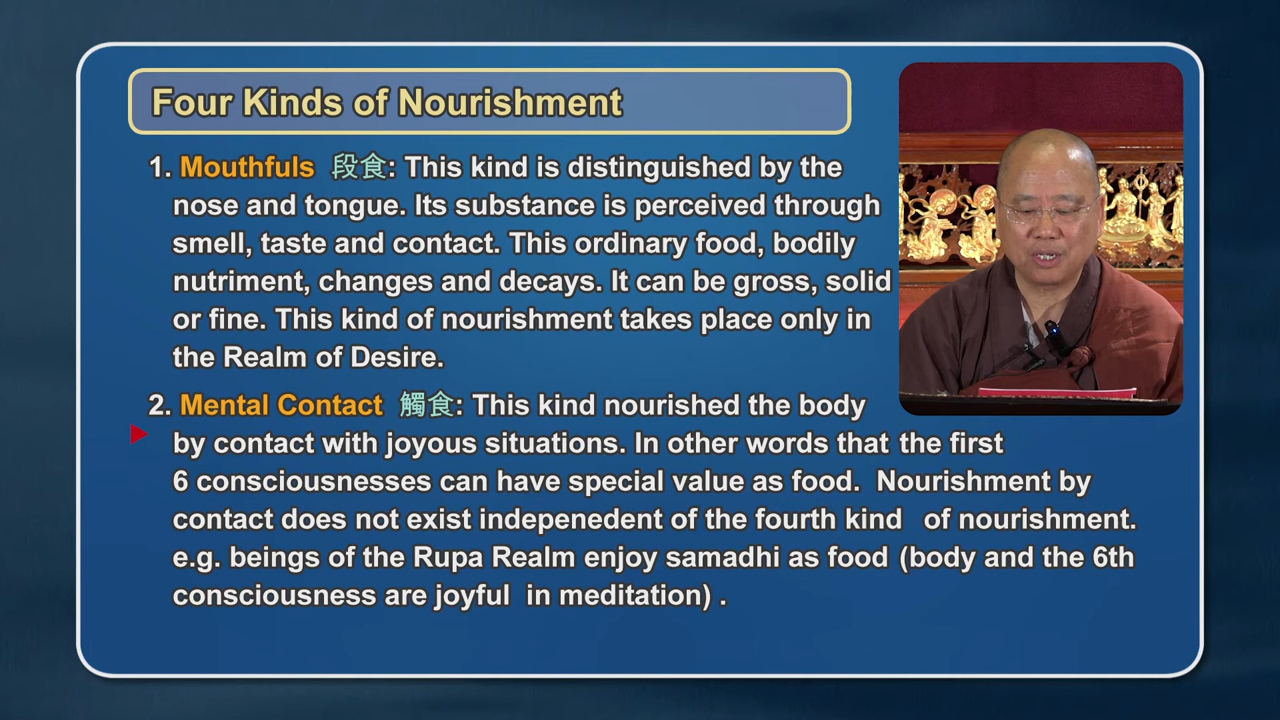 Four Kinds of Nourishment
1. Mouthfuls 段食: This kind is distinguished by the
nose and tongue. Its substance is perceived through
smell, taste and contact. This ordinary food, bodily
nutriment, changes and decays. It can be gross, solid
or fine. This kind of nourishment takes place only in
the Realm of Desire.
2. Mental Contact 觸食: This kind nourished the body
by contact with joyous situations. In other words that the first
6 consciousnesses can have special value as food. Nourishment by
contact does not exist indepenedent of the fourth kind of nourishment.
e.g. beings of the Rupa Realm enjoy samadhi as food (body and the 6th
consciousness are joyful in meditation) .